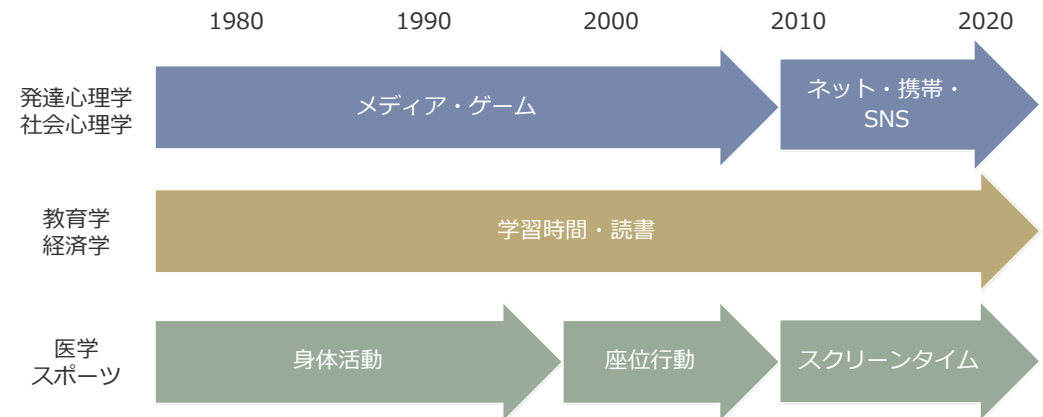 1980 1990 2000 2010 2020
発達心理学
社会心理学
メディア・ゲーム
ネット・携帯・
SNS
教育学
経済学
学習時間・読書
医学
スポーツ
身体活動
座位行動
スクリーンタイム